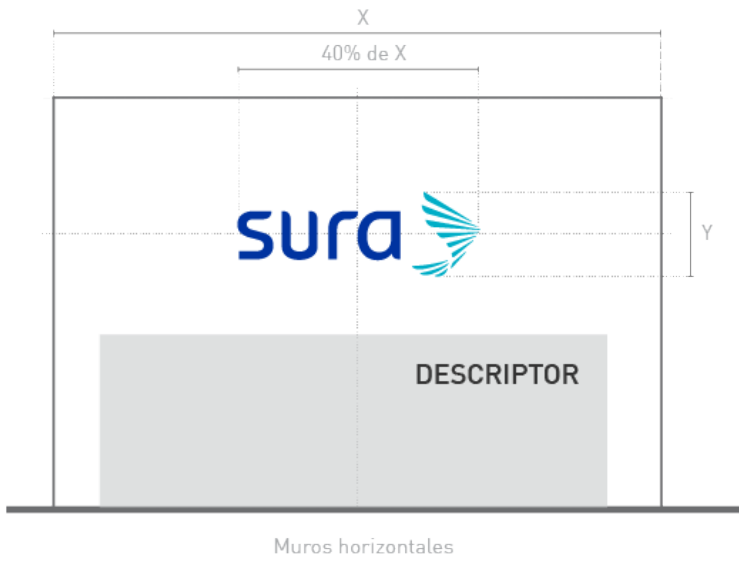 X
40% de X
sura
Y
DESCRIPTOR
Muros horizontales